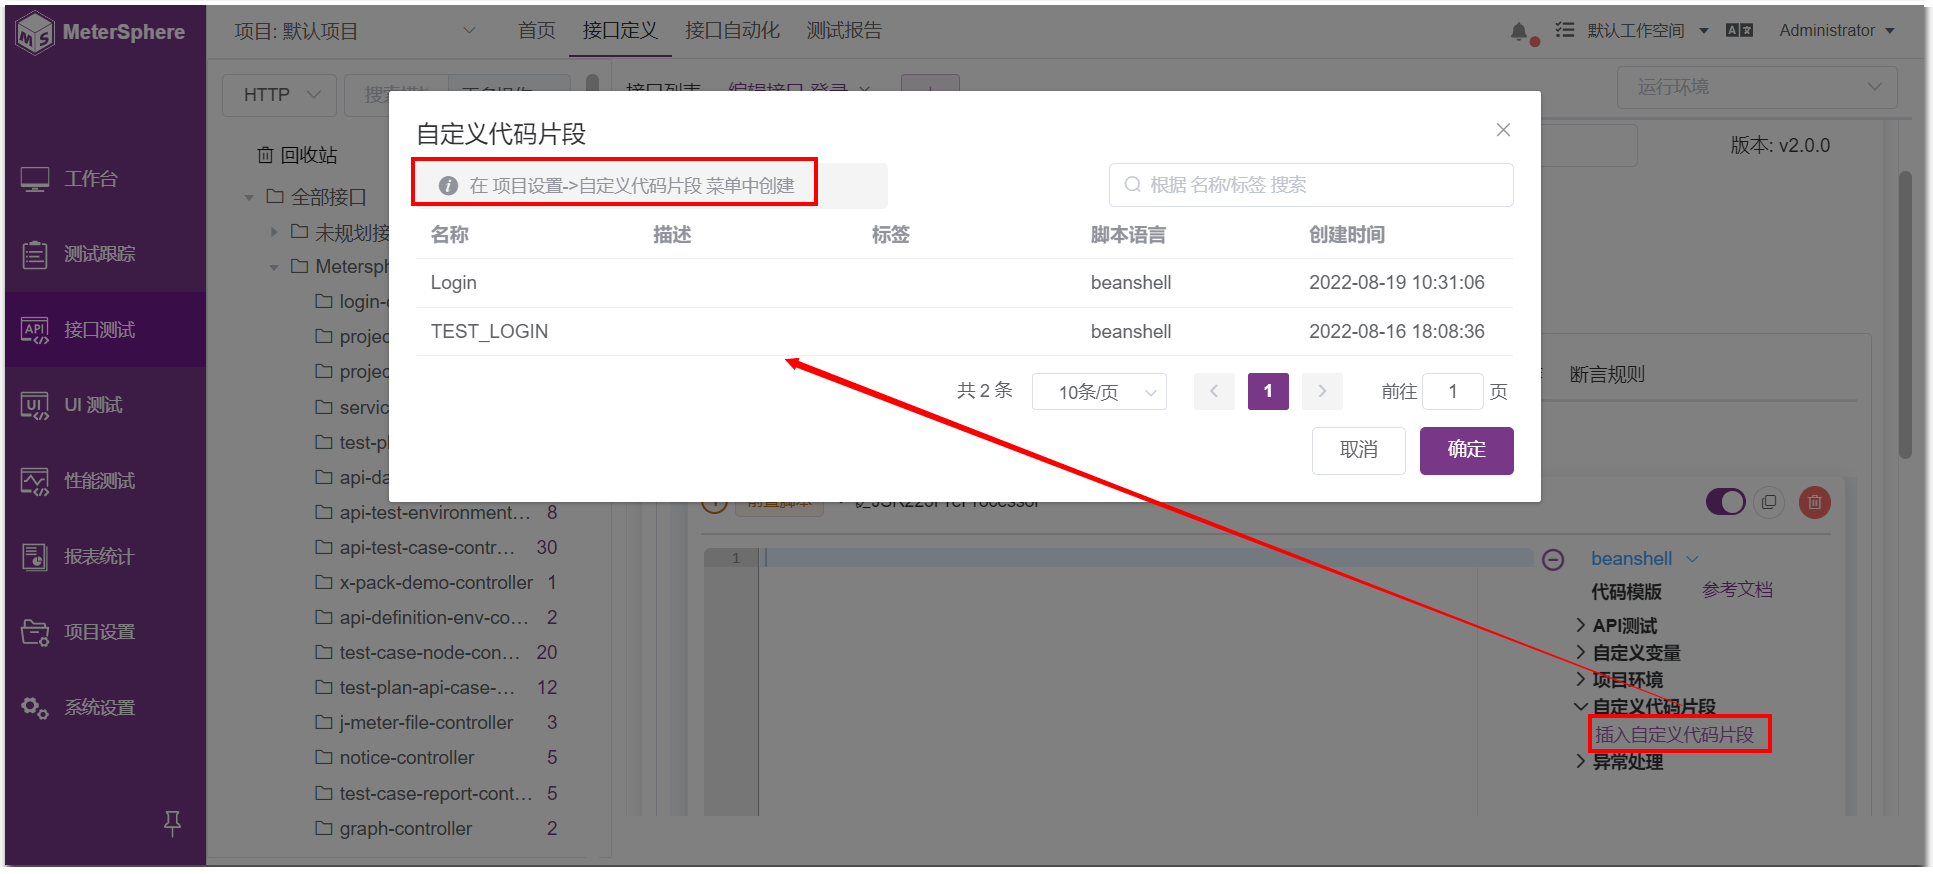 MeterSphere
项目: 默认项目
首页
接口定义
接口自动化
测试报告
默认工作空间
Administrator
工作台
测试跟踪
接口测试
UI 测试
性能测试
报表统计
项目设置
系统设置
HTTP
运行环境
回收站
全部接口
未规划接
Metersph
login-
projec
projec
servic
test-pl
api-da
api-test-environment... 8
api-test-case-contr... 30
x-pack-demo-controller 1
api-definition-env-co... 2
test-case-node-con... 20
test-plan-api-case-... 12
j-meter-file-controller 3
notice-controller 5
test-case-report-cont... 5
graph-controller 2
版本: v2.0.0
断言规则
自定义代码片段
在 项目设置->自定义代码片段 菜单中创建
根据 名称/标签 搜索
名称 描述 标签 脚本语言 创建时间
Login beanshell 2022-08-19 10:31:06
TEST_LOGIN beanshell 2022-08-16 18:08:36
共 2 条 10条/页 1 前往 1 页
取消 确定
1
beanshell
代码模版 参考文档
API测试
自定义变量
项目环境
自定义代码片段
插入自定义代码片段
异常处理